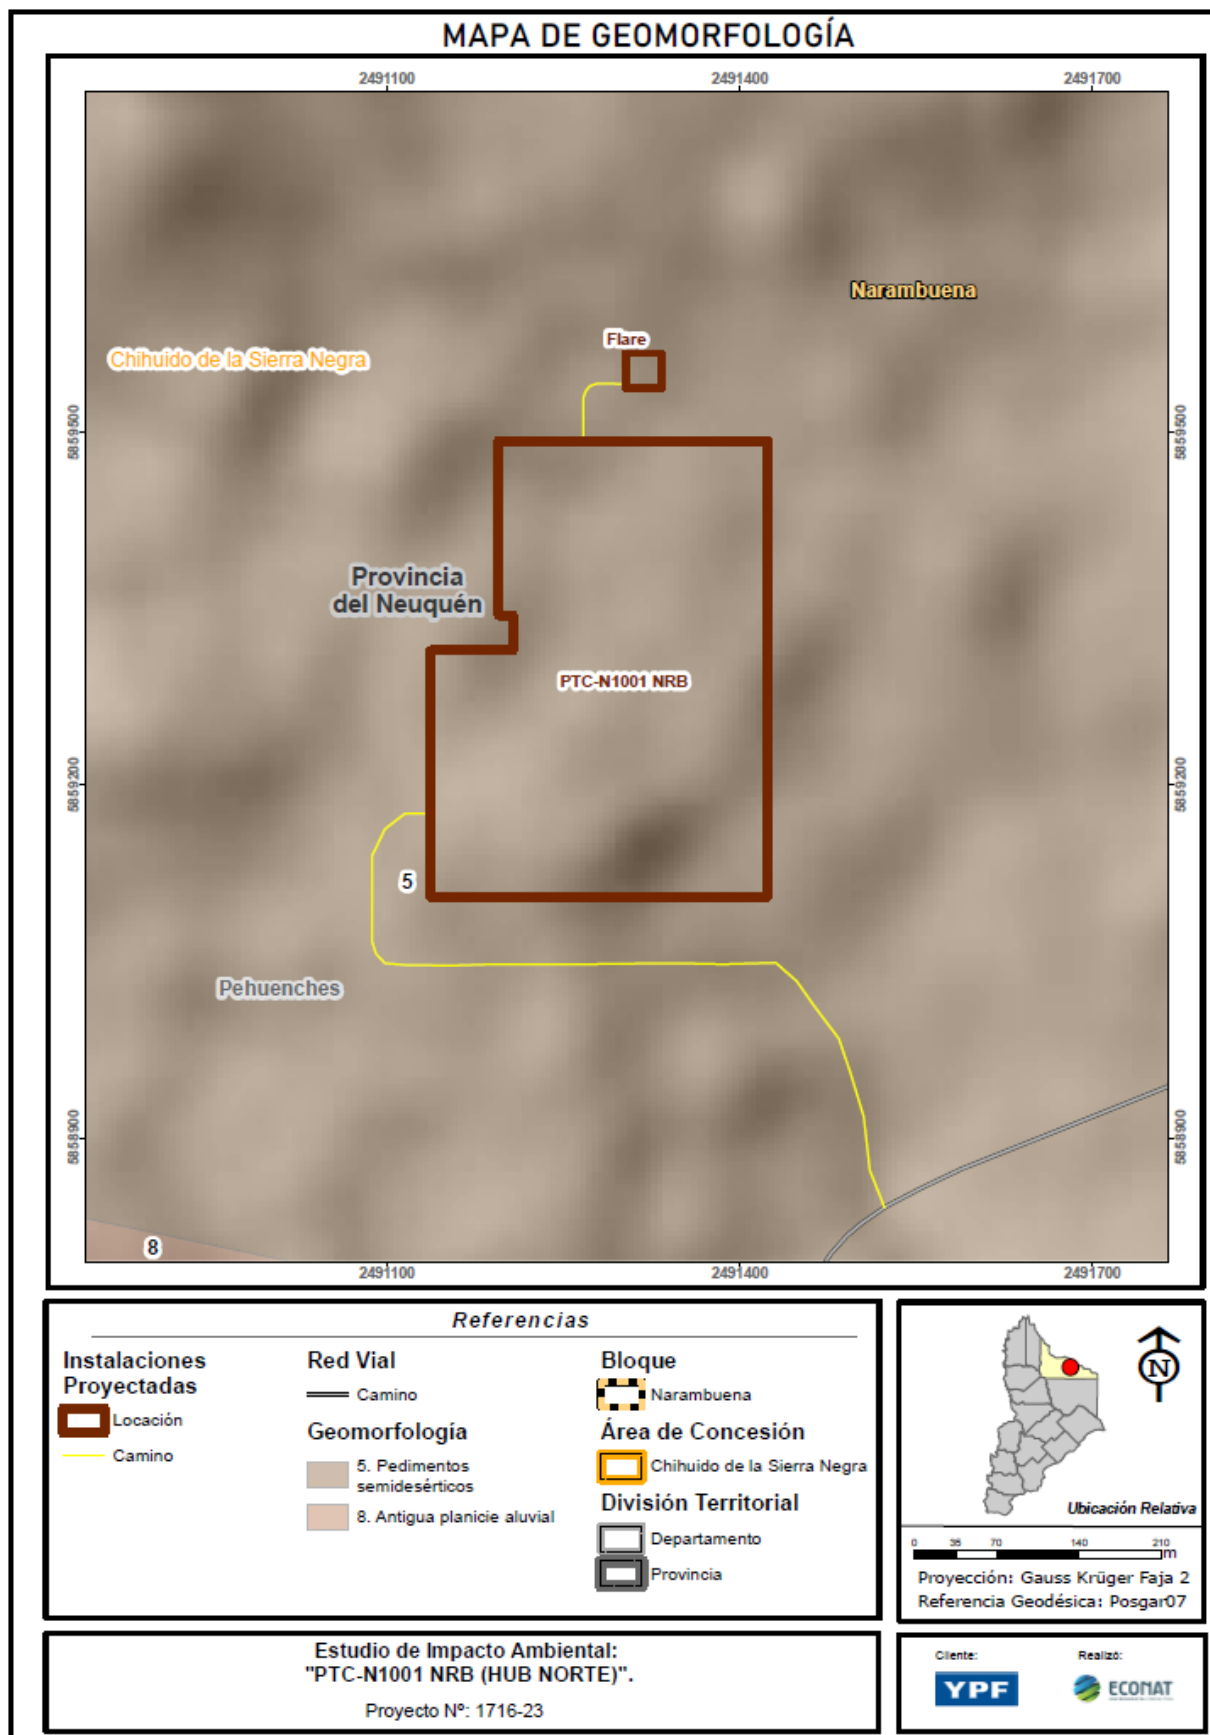 MAPA DE GEOMORFOLOGÍA
2491100 2491400 2491700
Narambuena
Flare
Chihuido de la Sierra Negra
5859500 5859500
Provincia
del Neuquén
PTC-N1001 NRB
5859200 5859200
5
Pehuenches
5858900 5858900
8
2491100 2491400 2491700
Referencias
Instalaciones
Proyectadas
Locación
Camino
Red Vial
Camino
Geomorfología
5. Pedimentos
semidesérticos
8. Antigua planicie aluvial
Bloque
Narambuena
Área de Concesión
Chihuido de la Sierra Negra
División Territorial
Departamento
Provincia
N
Ubicación Relativa
0 35 70 140 210
m
Proyección: Gauss Krüger Faja 2
Referencia Geodésica: Posgar07
Estudio de Impacto Ambiental:
"PTC-N1001 NRB (HUB NORTE)".
Proyecto Nº: 1716-23
Cliente: Realizó:
YPF ECONAT